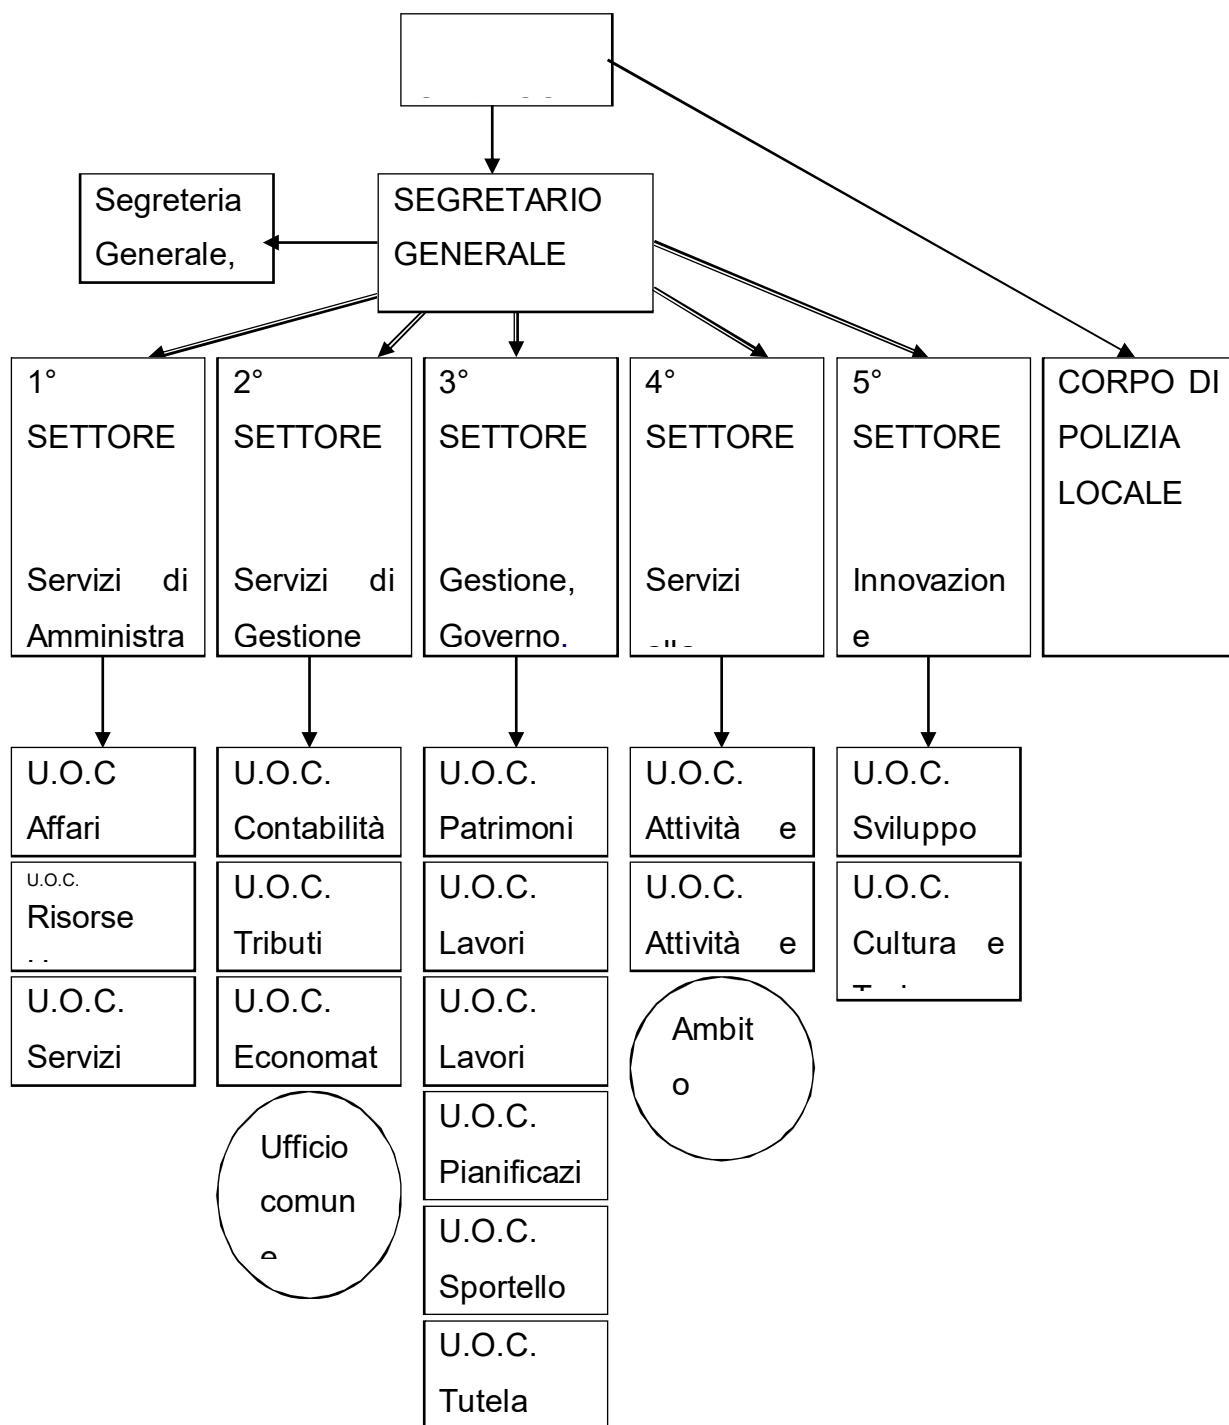 Segreteria
Generale,
SEGRETARIO
GENERALE
1°
SETTORE
Servizi di
Amministra
2°
SETTORE
Servizi di
Gestione
3°
SETTORE
Gestione,
Governo.
4°
SETTORE
Servizi
5°
SETTORE
Innovazion
e
CORPO DI
POLIZIA
LOCALE
U.O.C
Affari
U.O.C.
Risorse
U.O.C.
Servizi
U.O.C.
Contabilità
U.O.C.
Tributi
U.O.C.
Economat
Ufficio
comun
e
U.O.C.
Patrimoni
U.O.C.
Lavori
U.O.C.
Lavori
U.O.C.
Pianificazi
U.O.C.
Sportello
U.O.C.
Tutela
U.O.C.
Attività e
U.O.C.
Attività e
Ambit
o
U.O.C.
Sviluppo
U.O.C.
Cultura e